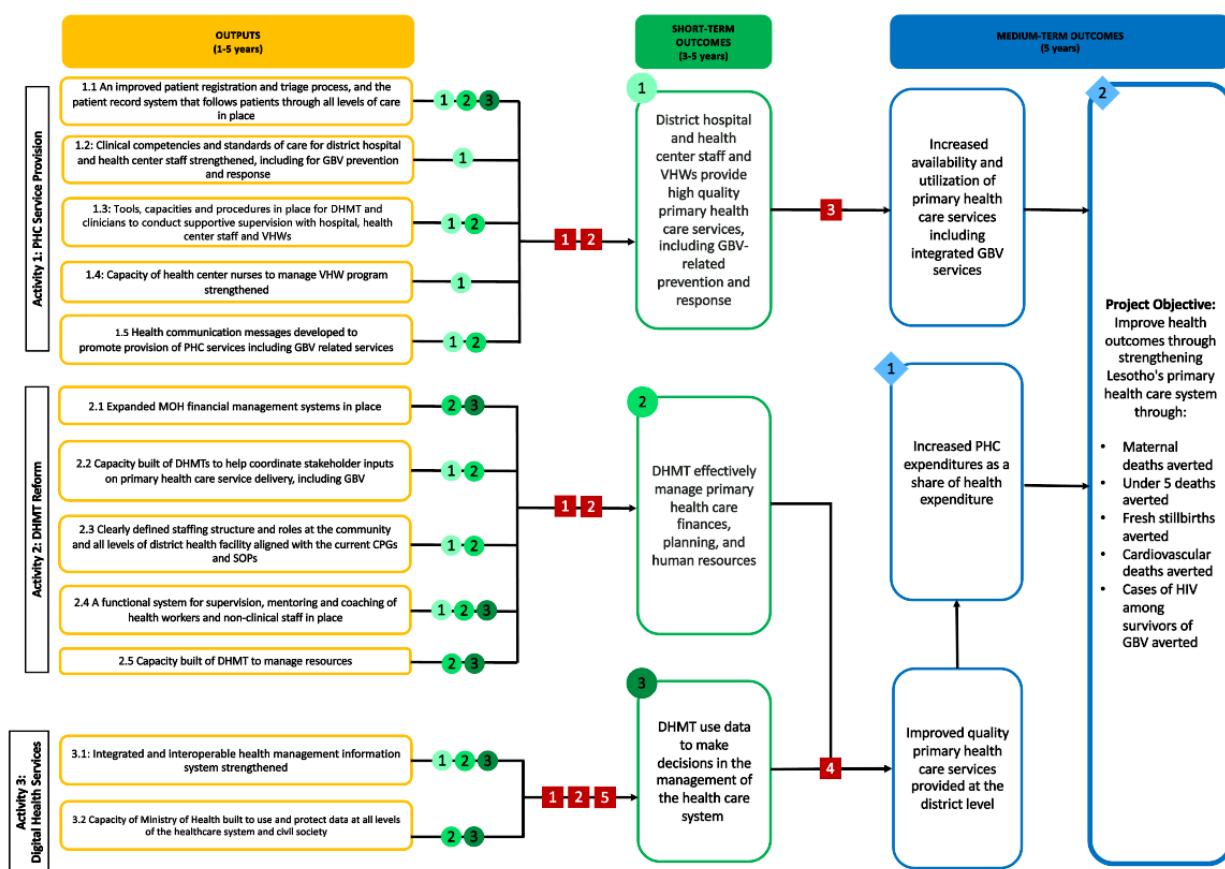 OUTPUTS
(1-5 years)
SHORT-TERM
OUTCOMES
(3-5 years)
MEDIUM-TERM OUTCOMES
(5 years)
Activity 1: PHC Service Provision
1.1 An improved patient registration and triage process, and the
patient record system that follows patients through all levels of care
in place
1 2 3
1.2: Clinical competencies and standards of care for district hospital
and health center staff strengthened, including for GBV prevention
and response
1
1.3: Tools, capacities and procedures in place for DHMT and
clinicians to conduct supportive supervision with hospital, health
center staff and VHWs
1 2
1.4: Capacity of health center nurses to manage VHW program
strengthened
1
1.5 Health communication messages developed to
promote provision of PHC services including GBV related services
1 2
1 2
1
District hospital
and health
center staff and
VHWs provide
high quality
primary health
care services,
including GBV-
related
prevention and
response
3
Increased
availability and
utilization of
primary health
care services
including
integrated GBV
services
Activity 2: DHMT Reform
2.1 Expanded MOH financial management systems in place
2 3
2.2 Capacity built of DHMTs to help coordinate stakeholder inputs
on primary health care service delivery, including GBV
1 2
2.3 Clearly defined staffing structure and roles at the community
and all levels of district health facility aligned with the current CPGs
and SOPs
1 2
2.4 A functional system for supervision, mentoring and coaching of
health workers and non-clinical staff in place
1 2 3
2.5 Capacity built of DHMT to manage resources
2 3
1 2
2
DHMT effectively
manage primary
health care
finances,
planning, and
human resources
1
Increased PHC
expenditures as a
share of health
expenditure
Activity 3:
Digital Health Services
3.1: Integrated and interoperable health management information
system strengthened
1 2 3
3.2 Capacity of Ministry of Health built to use and protect data at all levels
of the healthcare system and civil society
2 3
1 2 5
3
DHMT use data
to make
decisions in the
management of
the health care
system
4
Improved quality
primary health
care services
provided at the
district level
2
Project Objective:
Improve health
outcomes through
strengthening
Lesotho's primary
health care system
through:
• Maternal
deaths averted
• Under 5 deaths
averted
• Fresh stillbirths
averted
• Cardiovascular
deaths averted
• Cases of HIV
among
survivors of
GBV averted